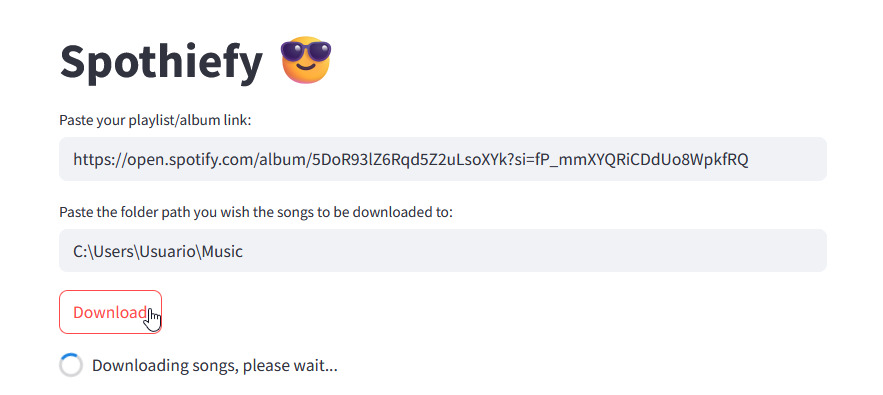 Spothiefy 😎
Paste your playlist/album link:
https://open.spotify.com/album/5DoR93lZ6Rqd5Z2uLsoXYk?si=fP_mmXYQRiCDdUo8WpkfRQ
Paste the folder path you wish the songs to be downloaded to:
C:\Users\Usuario\Music
Download
Downloading songs, please wait...